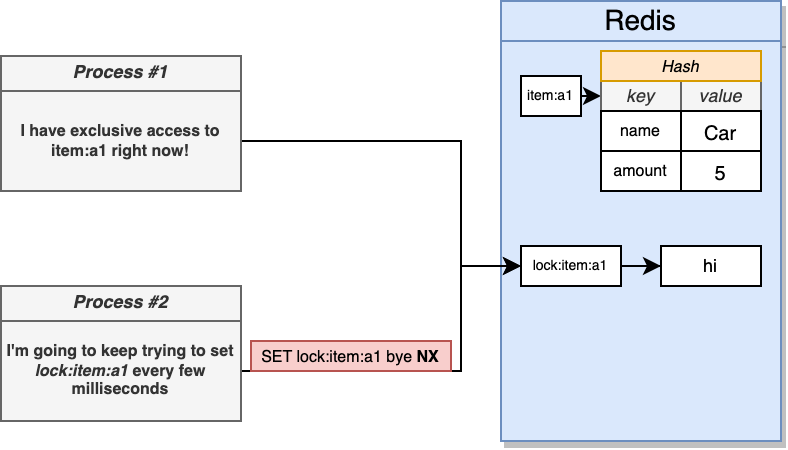 Process #1
I have exclusive access to
item:a1 right now!
Process #2
I'm going to keep trying to set
lock:item:a1 every few
milliseconds
SET lock:item:a1 bye NX
Redis
item:a1
Hash
key value
name Car
amount 5
lock:item:a1
hi